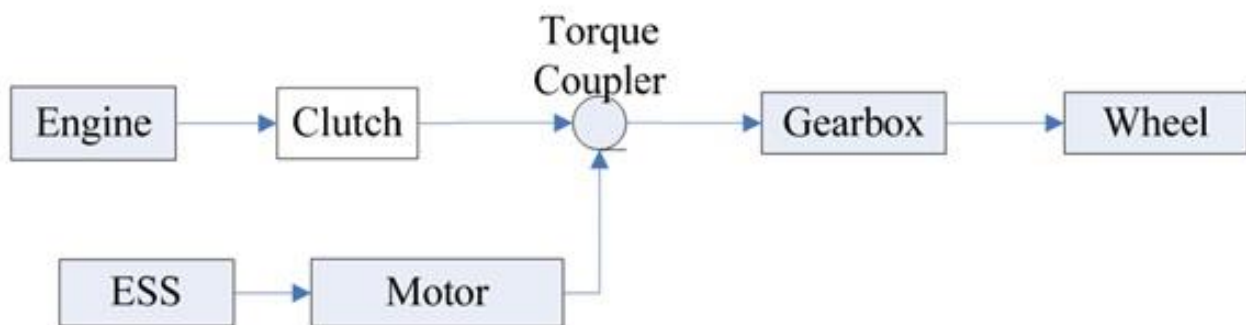 Torque
Coupler
Engine
Clutch
Gearbox
Wheel
ESS
Motor